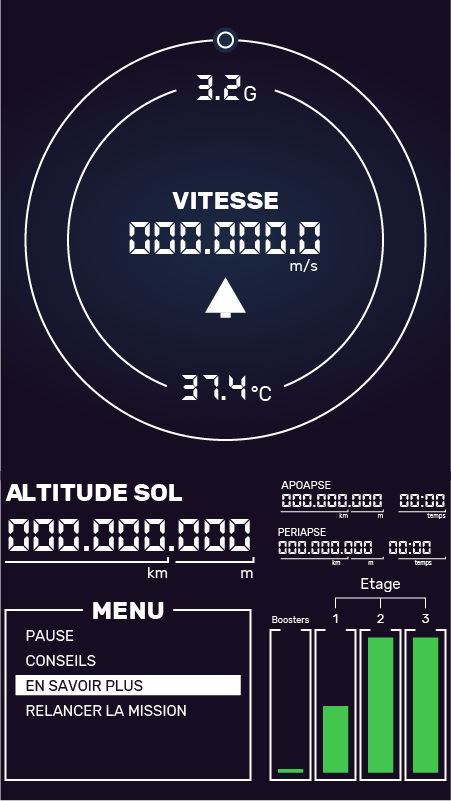 3.2G
VITESSE
000.000.0
m/s
37.4°C
ALTITUDE SOL
000.000.000
km m
APOAPSE
000.000.000 00:00
km m temps
PERIAPSE
000.000.000 00:00
km m temps
MENU
PAUSE
CONSEILS
EN SAVOIR PLUS
RELANCER LA MISSION
Etage
Boosters 1 2 3